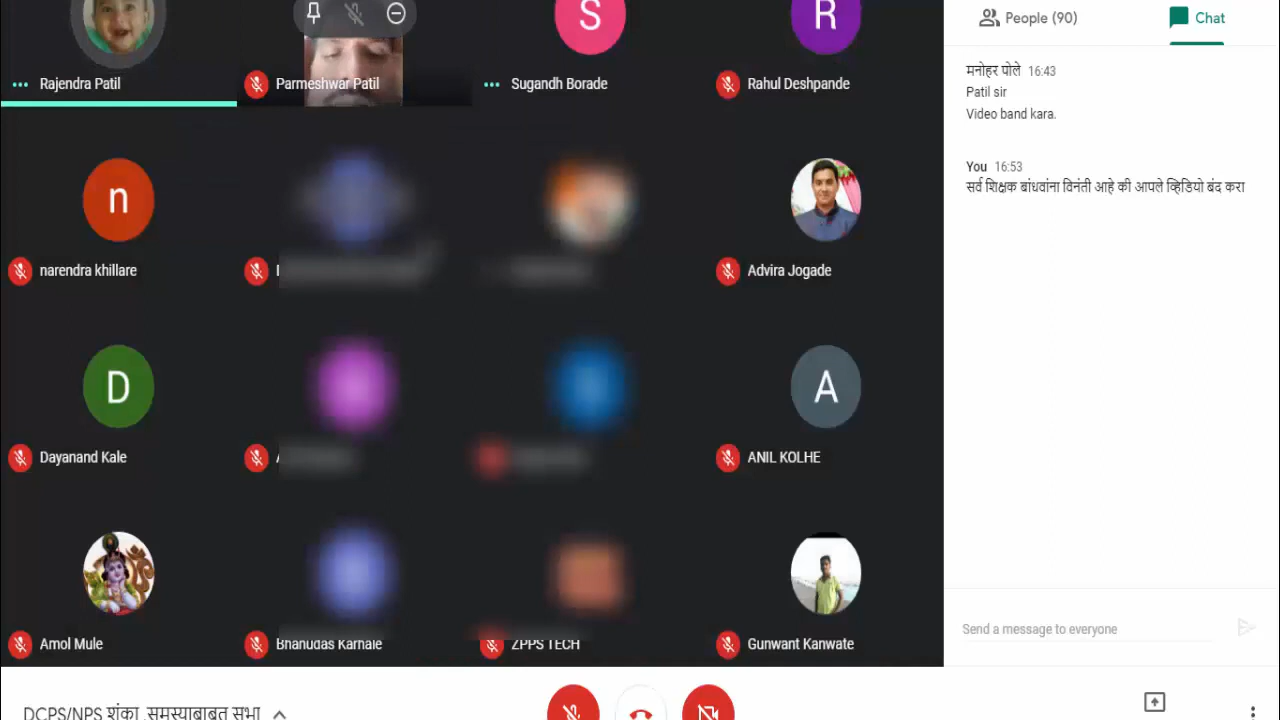 People (90)
Chat
S
R
Rajendra Patil
Parmeshwar Patil
Sugandh Borade
Rahul Deshpande
मनोहर पोले 16:43
Patil sir
Video band kara.
You 16:53
सर्व शिक्षक बांधवांना विनंती आहे की आपले व्हिडियो बंद करा
n
narendra khillare
Advira Jogade
D
A
Dayanand Kale
ANIL KOLHE
Amol Mule
Bhanudas Karhale
ZPPS TECH
Gunwant Kanwate
Send a message to everyone
DCPS/NPS शंका ,समस्याबाबत सभा